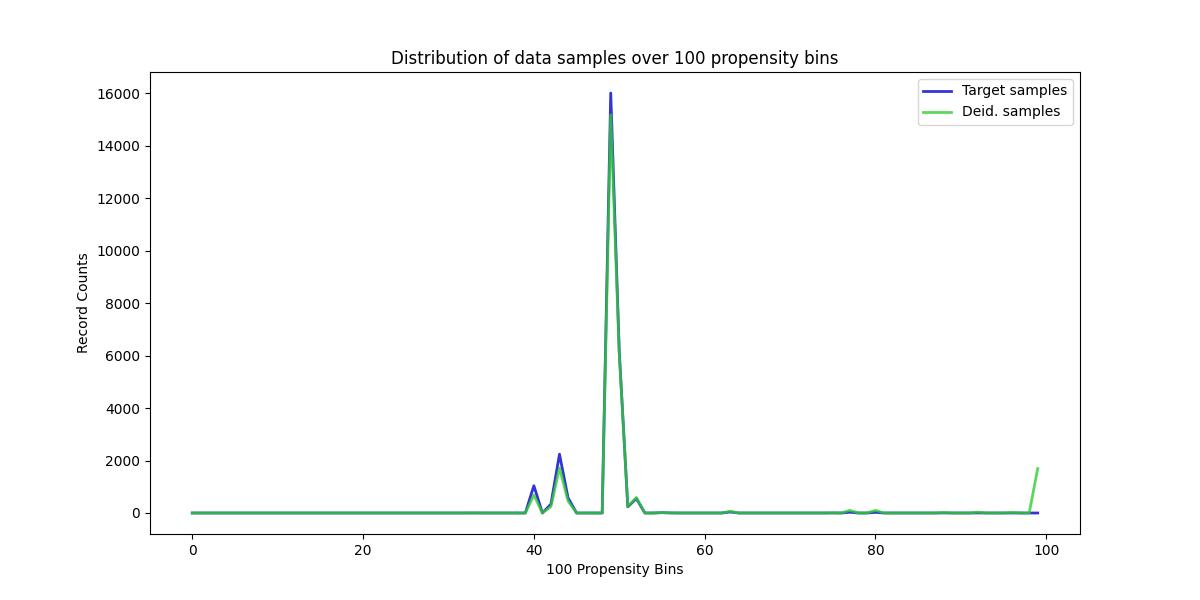 Distribution of data samples over 100 propensity bins
Target samples
Deid. samples
16000
14000
12000
10000
8000
6000
4000
2000
0
Record Counts
0 20 40 60 80 100
100 Propensity Bins